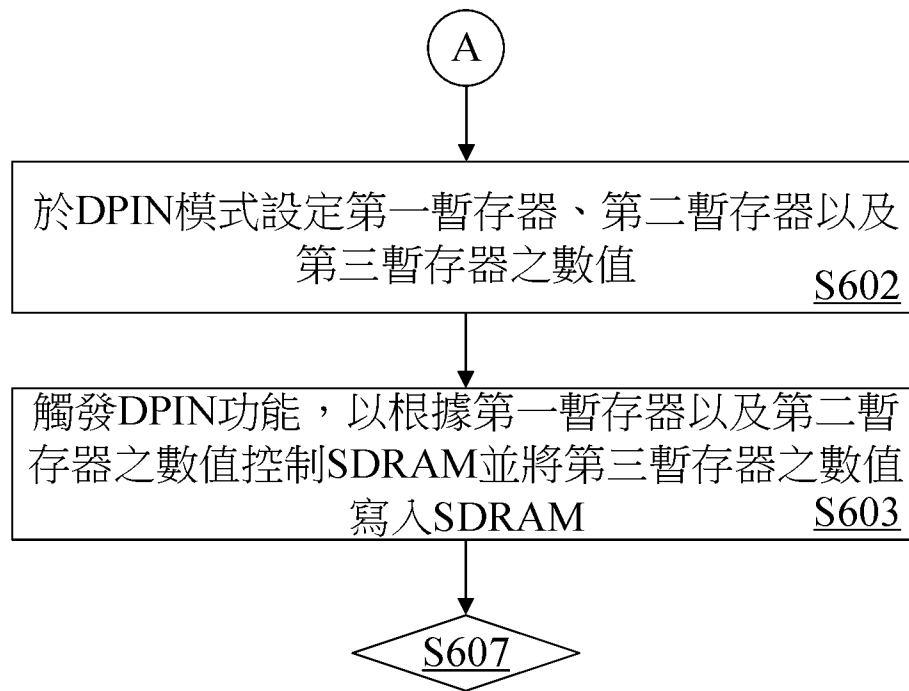 A
於DPIN模式設定第一暫存器、第二暫存器以及
第三暫存器之數值
S602
觸發DPIN功能，以根據第一暫存器以及第二暫
存器之數值控制SDRAM並將第三暫存器之數值
寫入SDRAM
S603
S607